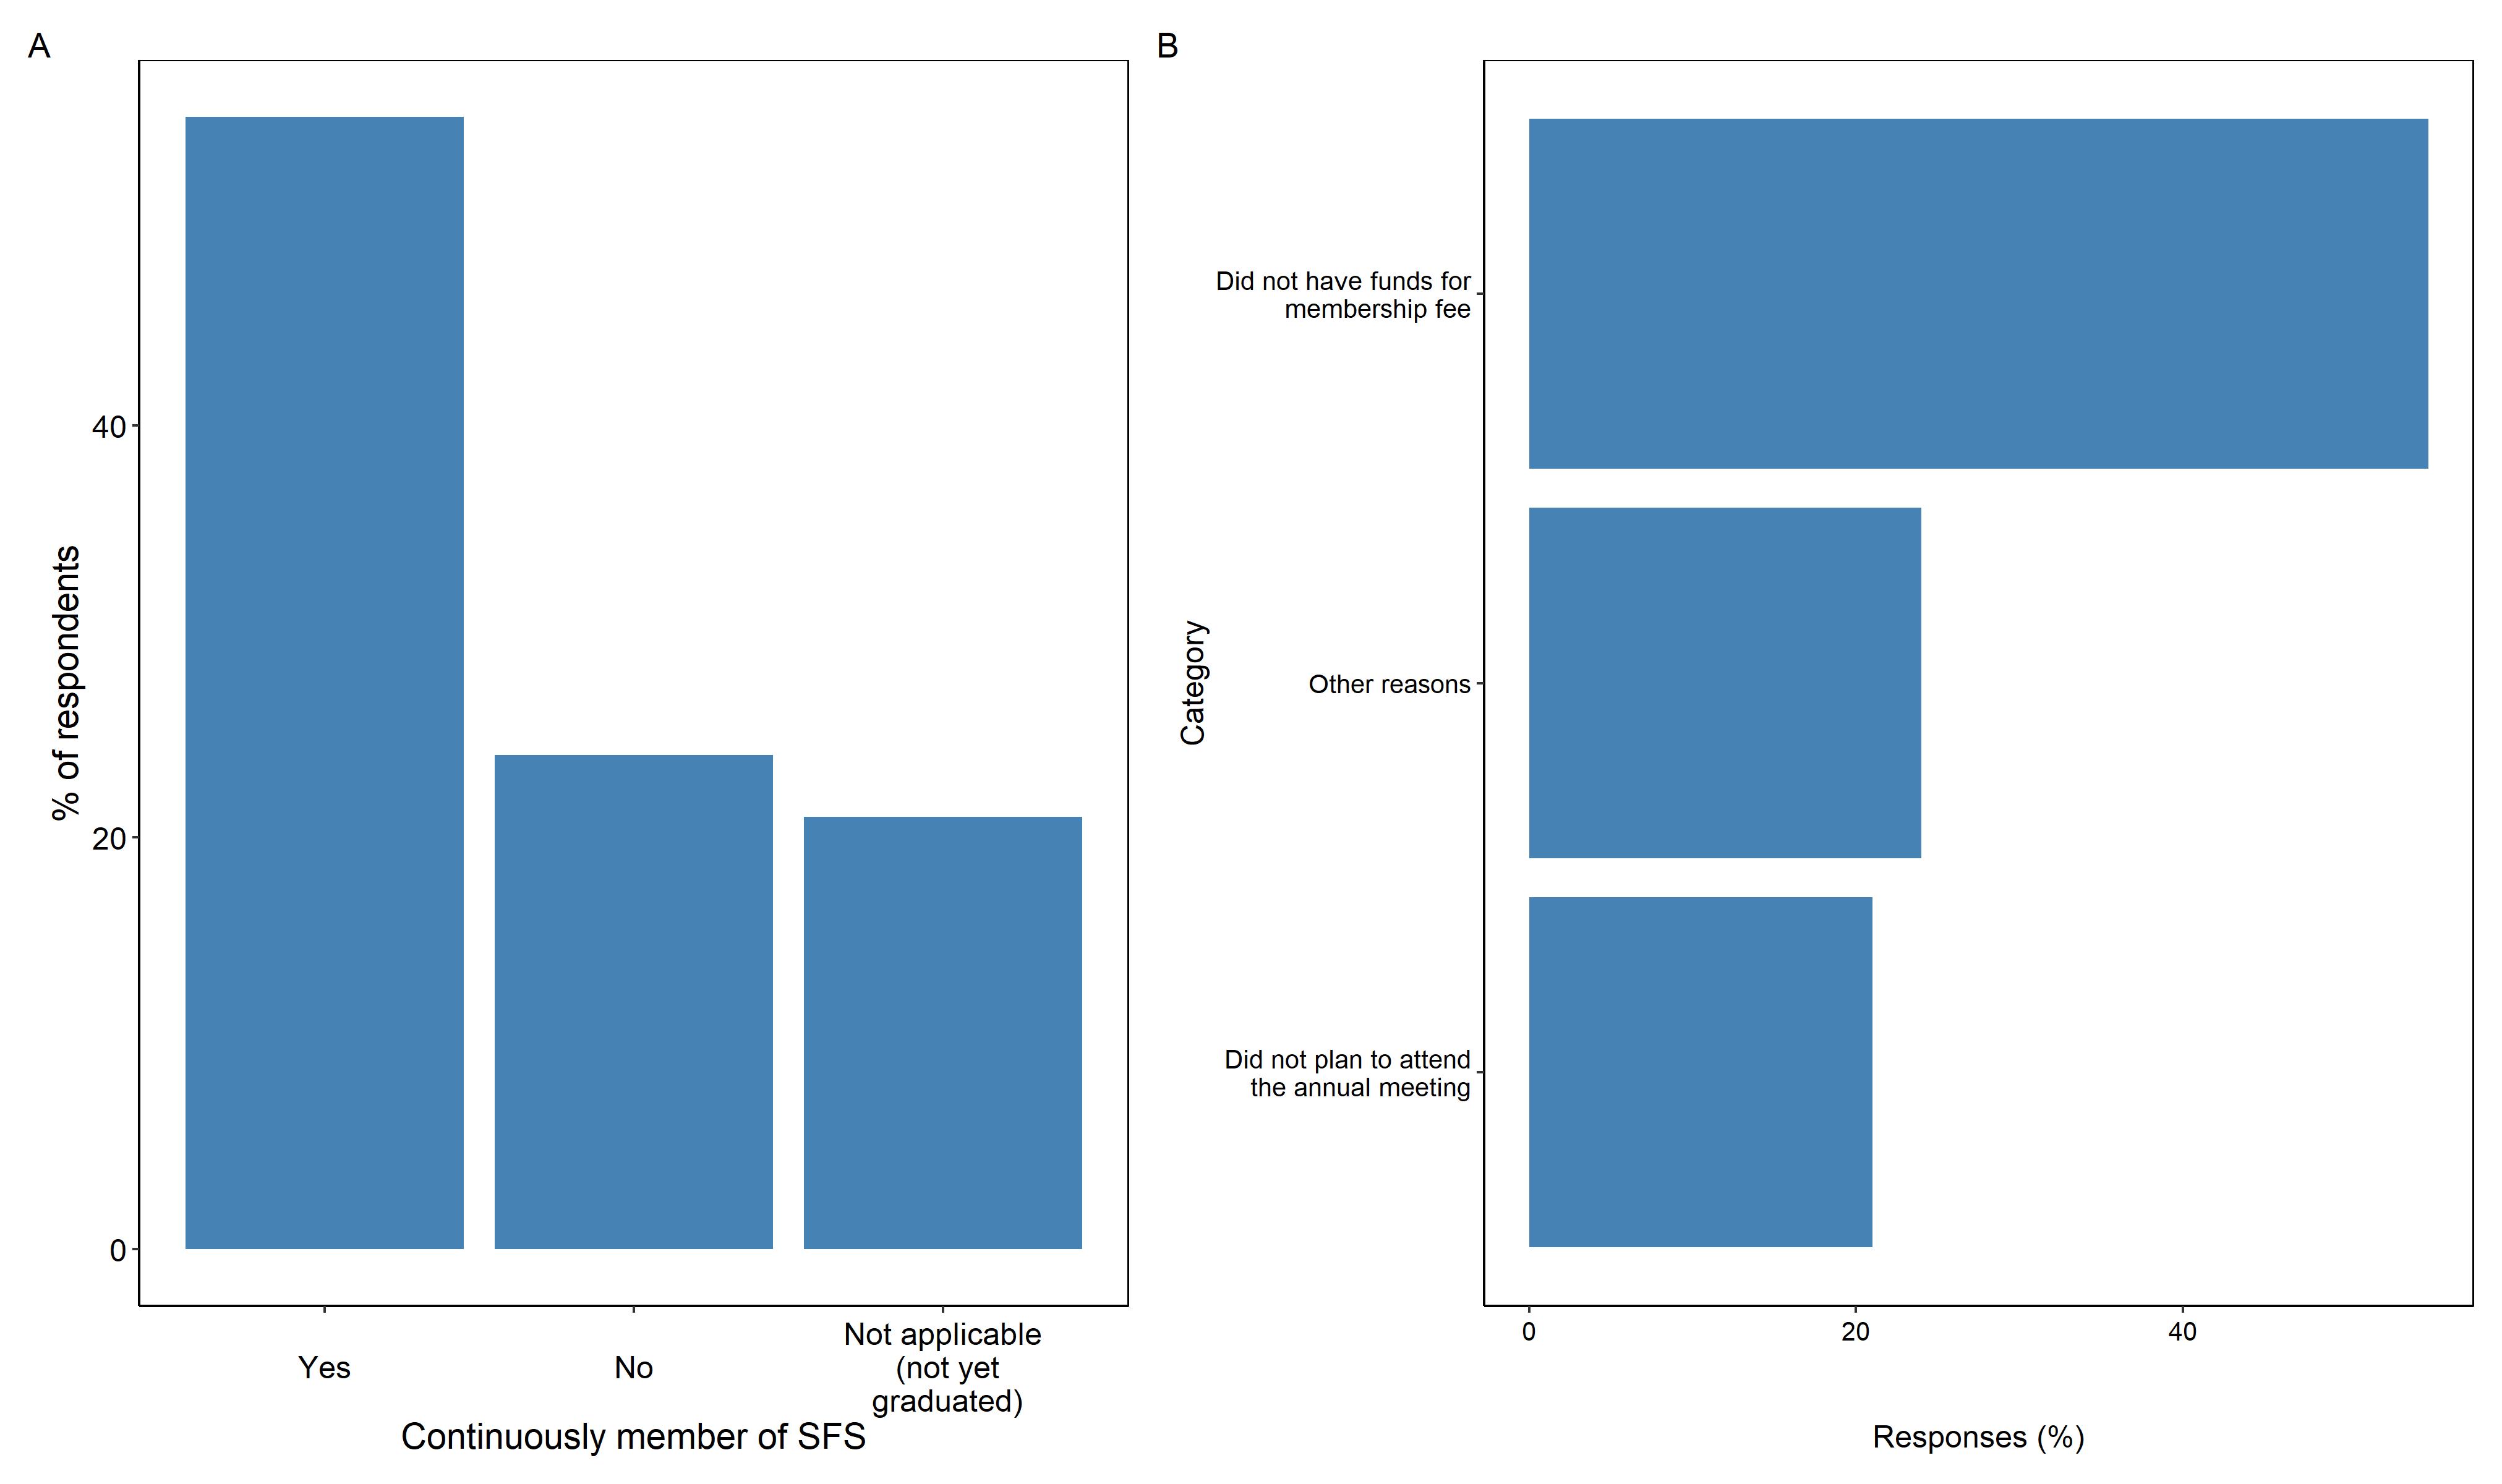 A
% of respondents
40
20
0
Yes
No
Not applicable
(not yet
graduated)
Continuously member of SFS
B
Category
Did not have funds for
membership fee
Other reasons
Did not plan to attend
the annual meeting
0
20
40
Responses (%)